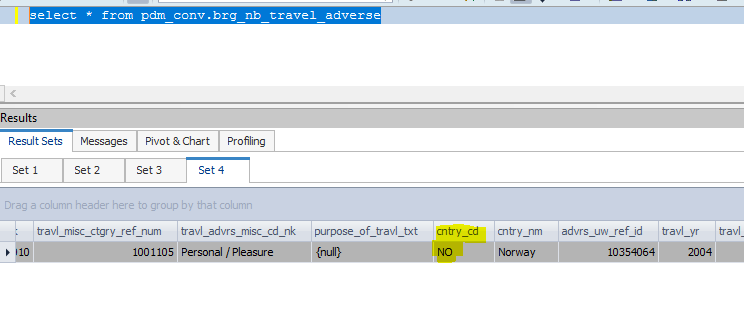 select * from pdm_conv.brg_nb_travel_adverse
Results
Result Sets Messages Pivot & Chart Profiling
Set 1 Set 2 Set 3 Set 4
Drag a column header here to group by that column
travl_misc_ctgry_ref_num travl_advrs_misc_cd_nk purpose_of_travl_txt cntry_cd cntry_nm advrs_uw_ref_id travl_yr travl_
010 1001105 Personal / Pleasure {null} NO Norway 10354064 2004